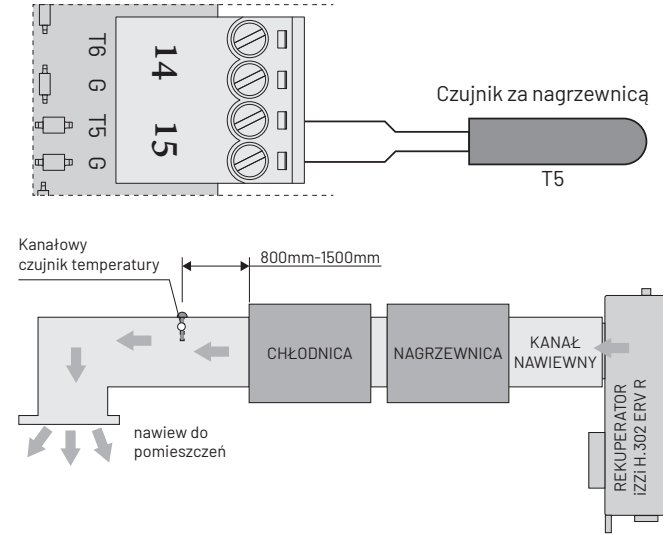 T6
G
T5
G
14
15
Czujnik za nagrzewnicą
T5
Kanałowy
czujnik temperatury
800mm-1500mm
CHŁODNICA
NAGRZEWNICA
KANAŁ
NAWIEWNY
REKUPERATOR
iZZi H.302 ERV R
nawiew do
pomieszczeń